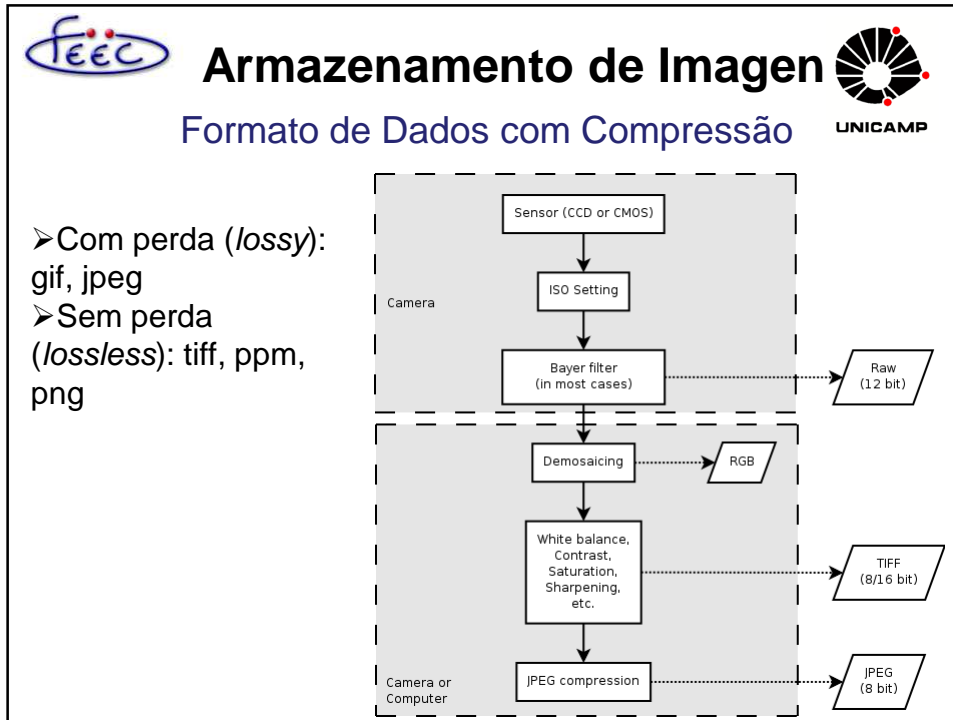 FEEC
Armazenamento de Imagen
UNICAMP
Formato de Dados com Compressão
➢Com perda (lossy):
gif, jpeg
➢Sem perda
(lossless): tiff, ppm,
png
Camera
Sensor (CCD or CMOS)
ISO Setting
Bayer filter
(in most cases)
Raw
(12 bit)
Demosaicing
RGB
White balance,
Contrast,
Saturation,
Sharpening,
etc.
TIFF
(8/16 bit)
JPEG compression
JPEG
(8 bit)
Camera or
Computer